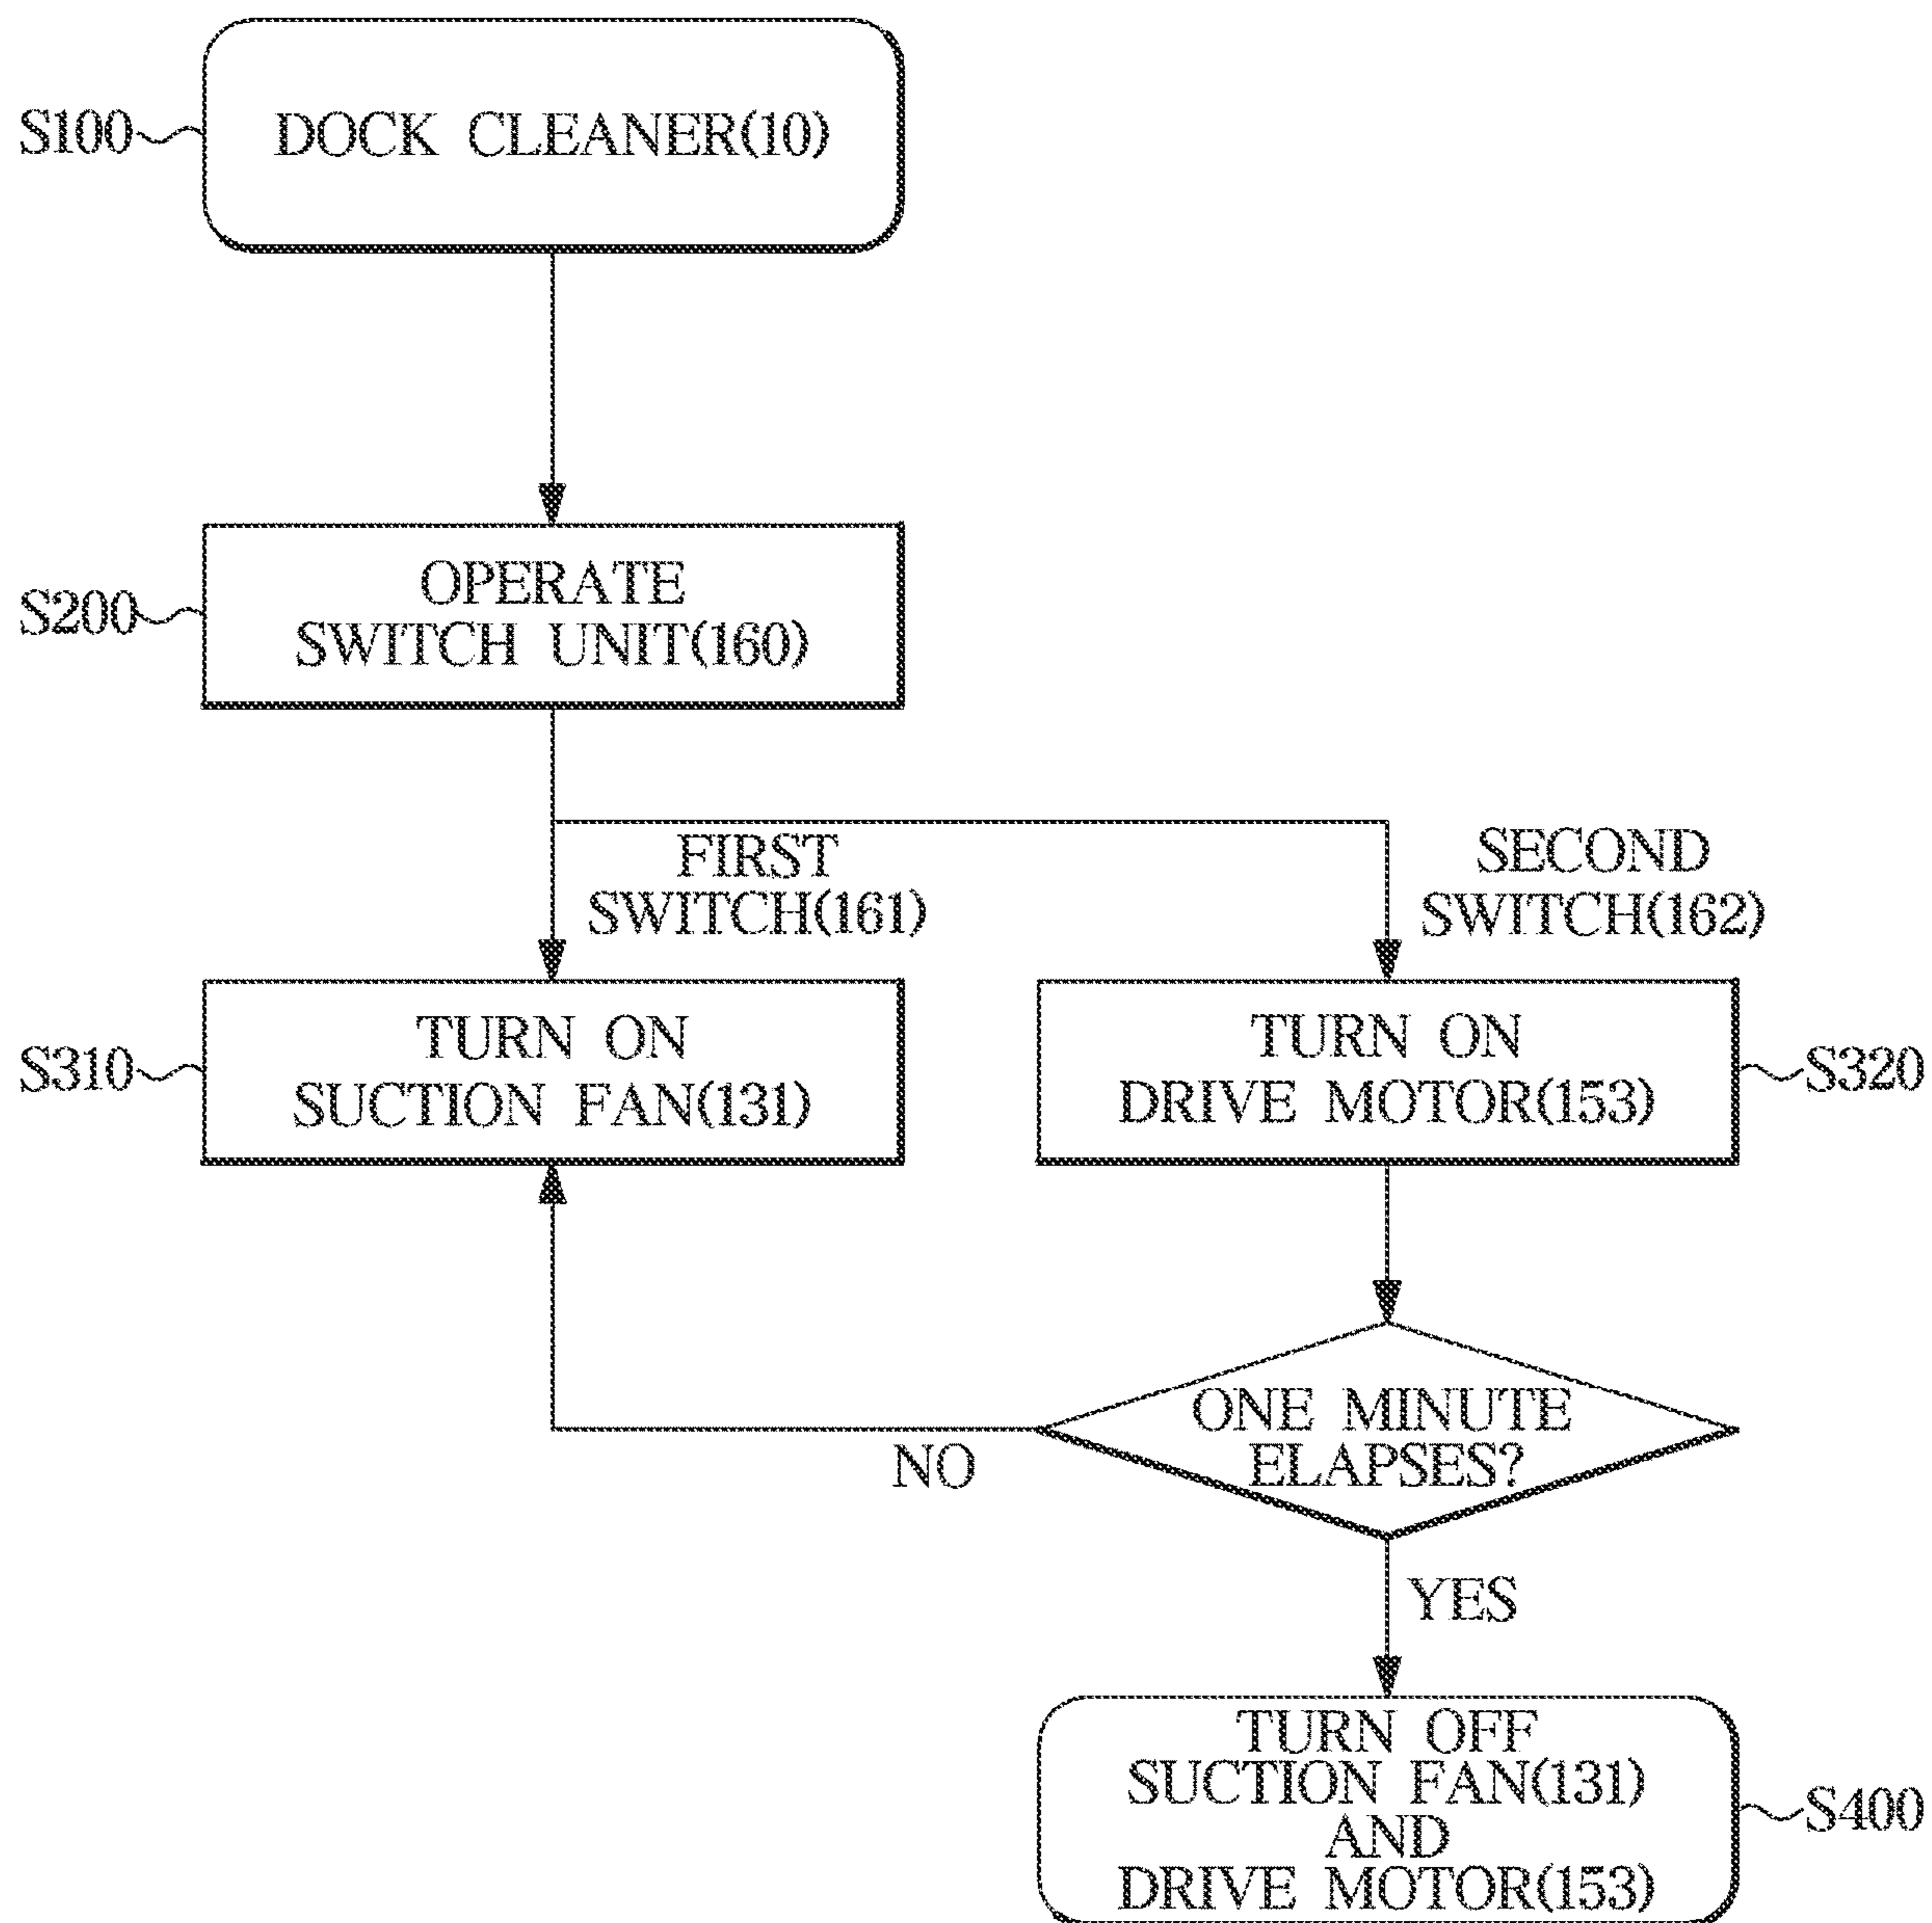 S100
DOCK CLEANER(10)
S200
OPERATE
SWITCH UNIT(160)
FIRST
SWITCH(161)
SECOND
SWITCH(162)
S310
TURN ON
SUCTION FAN(131)
TURN ON
DRIVE MOTOR(153)
S320
ONE MINUTE
ELAPSES?
NO
YES
TURN OFF
SUCTION FAN(131)
AND
DRIVE MOTOR(153)
S400